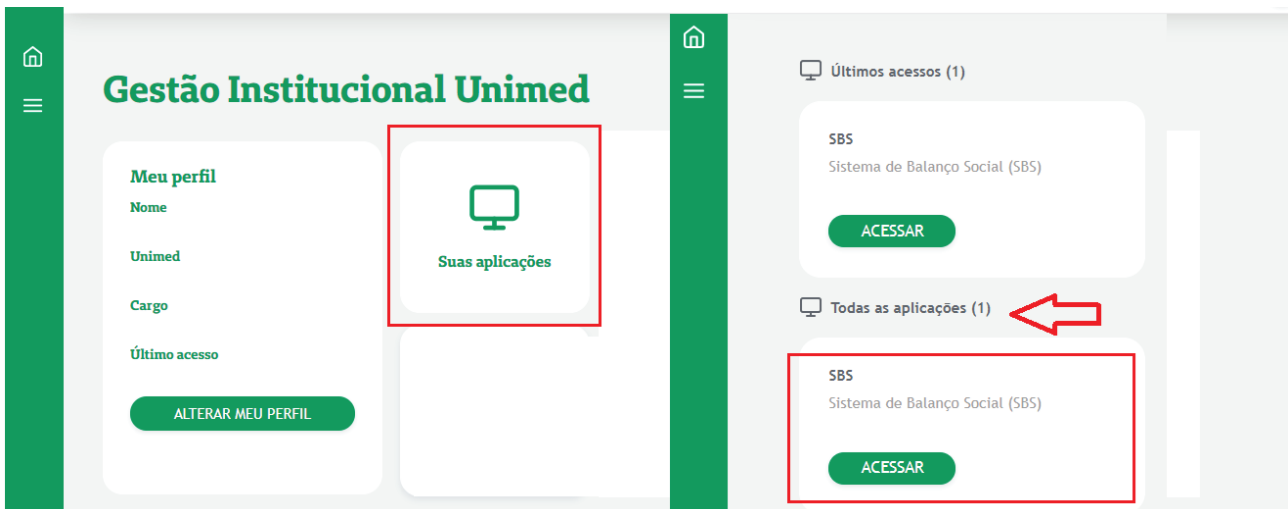 Gestão Institucional Unimed
Meu perfil
Nome
Unimed
Cargo
Último acesso
ALTERAR MEU PERFIL
Suas aplicações
Últimos acessos (1)
SBS
Sistema de Balanço Social (SBS)
ACESSAR
Todas as aplicações (1)
SBS
Sistema de Balanço Social (SBS)
ACESSAR